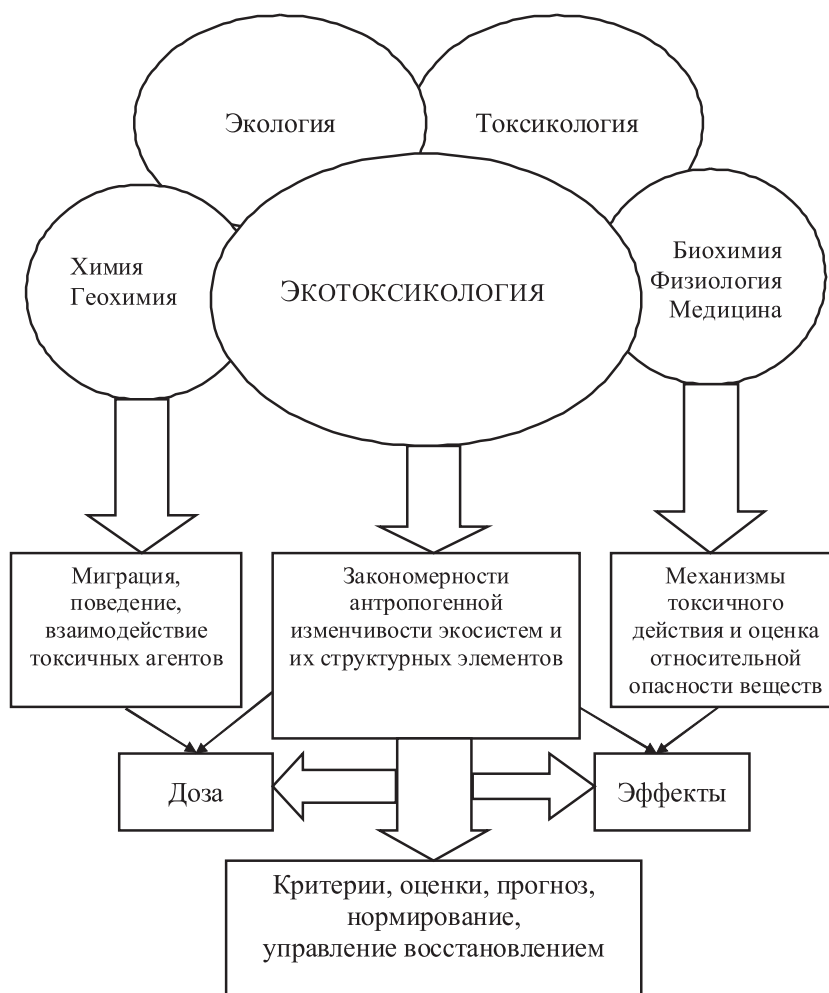 Экология
Токсикология
Химия
Геохимия
ЭКОТОКСИКОЛОГИЯ
Биохимия
Физиология
Медицина
Миграция,
поведение,
взаимодействие
токсичных агентов
Закономерности
антропогенной
изменчивости экосистем и
их структурных элементов
Механизмы
токсичного
действия и оценка
относительной
опасности веществ
Доза
Эффекты
Критерии, оценки, прогноз,
нормирование,
управление восстановлением